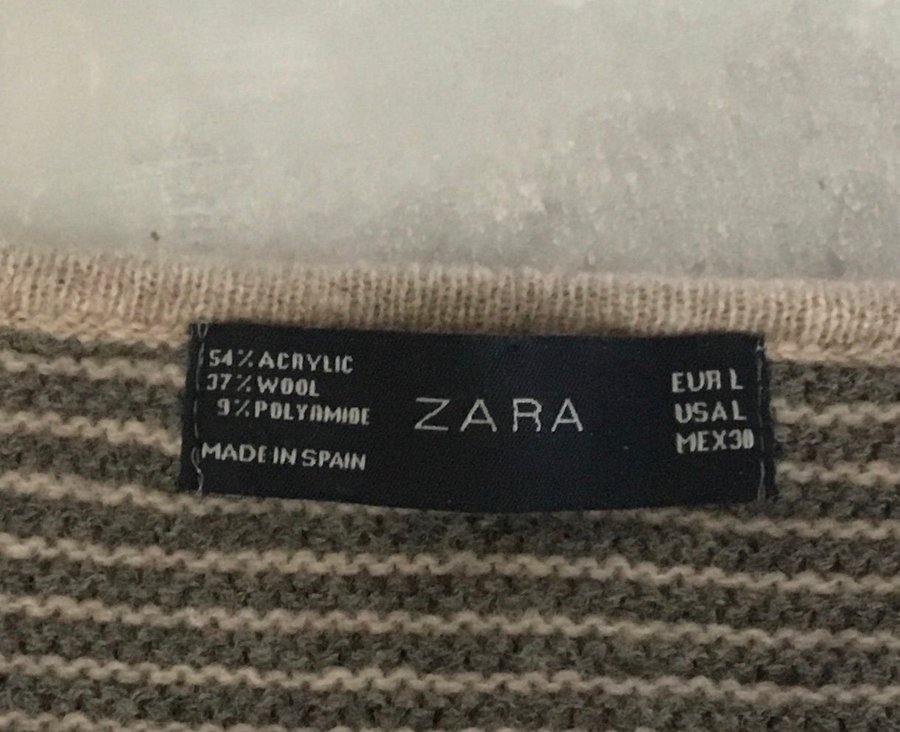 54% ACRYLIC
37% WOOL
9% POLYAMIDE
MADE IN SPAIN
ZARA
EUR L
USA L
MEX 30